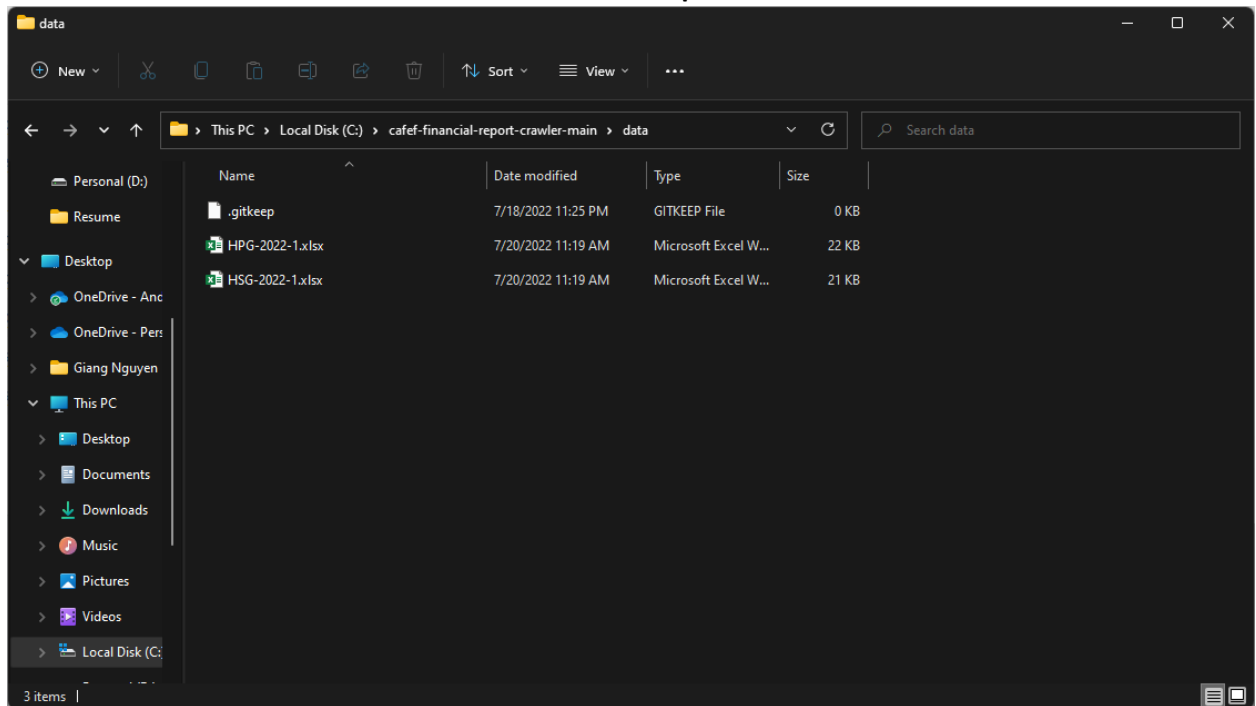 data
New
Sort
View
This PC > Local Disk (C:) > cafef-financial-report-crawler-main > data
Search data
Name Date modified Type Size
.gitkeep 7/18/2022 11:25 PM GITKEEP File 0 KB
HPG-2022-1.xlsx 7/20/2022 11:19 AM Microsoft Excel W... 22 KB
HSG-2022-1.xlsx 7/20/2022 11:19 AM Microsoft Excel W... 21 KB
Personal (D:)
Resume
Desktop
OneDrive - And
OneDrive - Pers
Giang Nguyen
This PC
Desktop
Documents
Downloads
Music
Pictures
Videos
Local Disk (C:
3 items